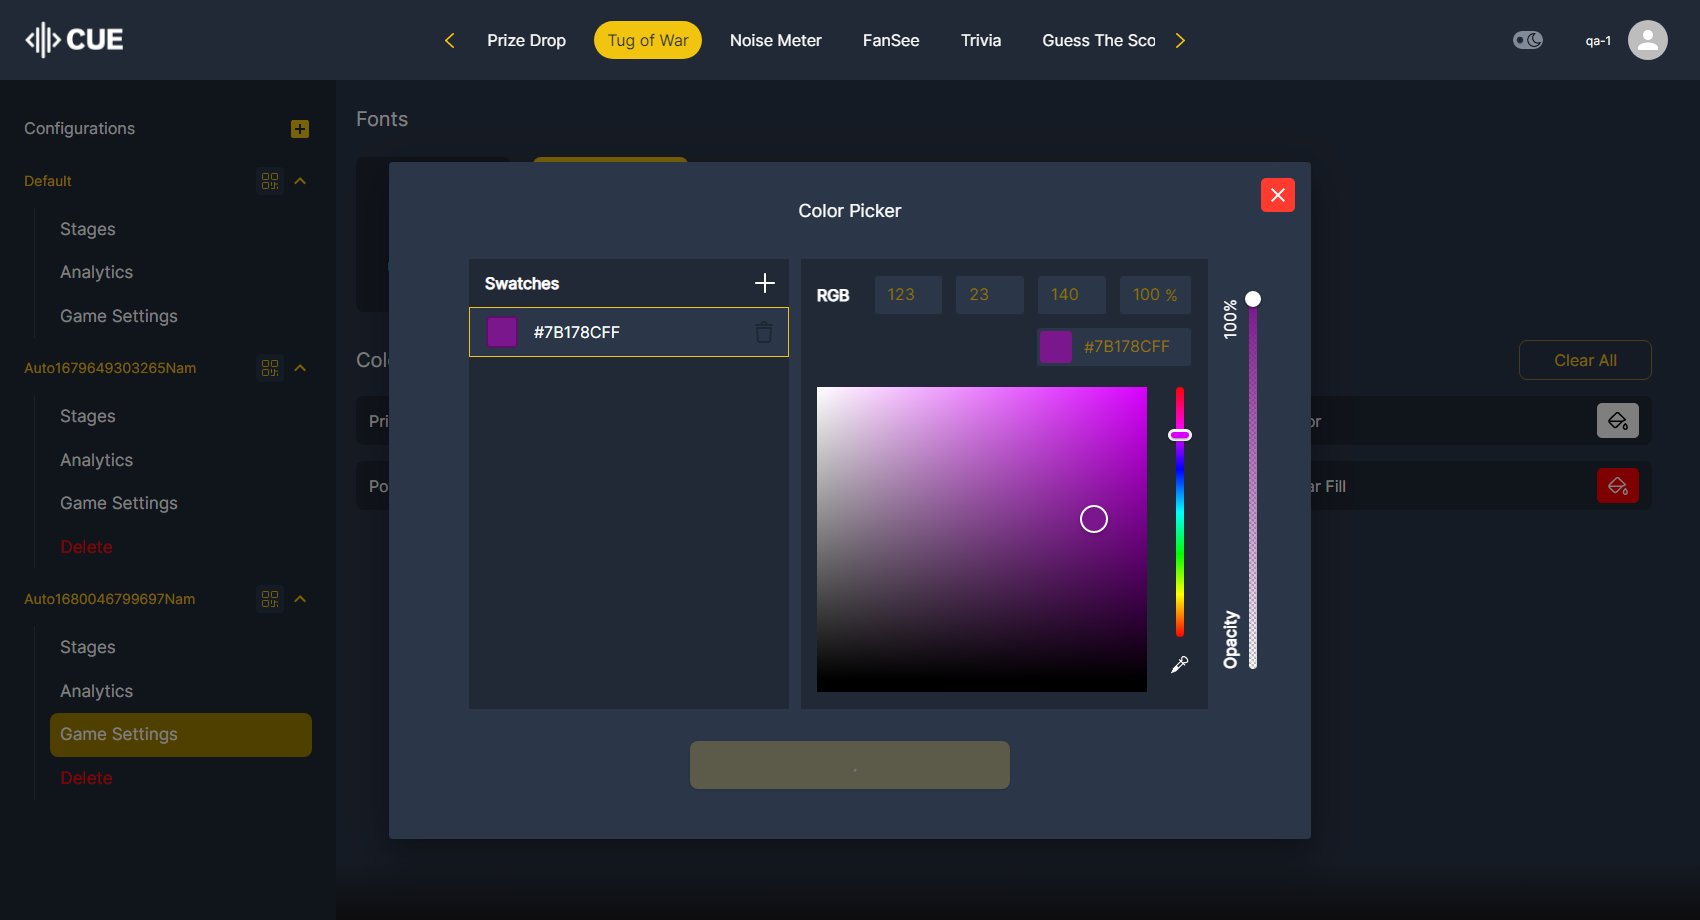 CUE
Prize Drop
Tug of War
Noise Meter
FanSee
Trivia
Guess The Sco
qa-1
Configurations
Default
Stages
Analytics
Game Settings
Auto1679649303265Nam
Stages
Analytics
Game Settings
Delete
Auto1680046799697Nam
Stages
Analytics
Game Settings
Delete
Fonts
Clear All
Pri
or
Po
ar Fill
Color Picker
Swatches
#7B178CFF
RGB
123
23
140
100 %
#7B178CFF
100%
Opacity